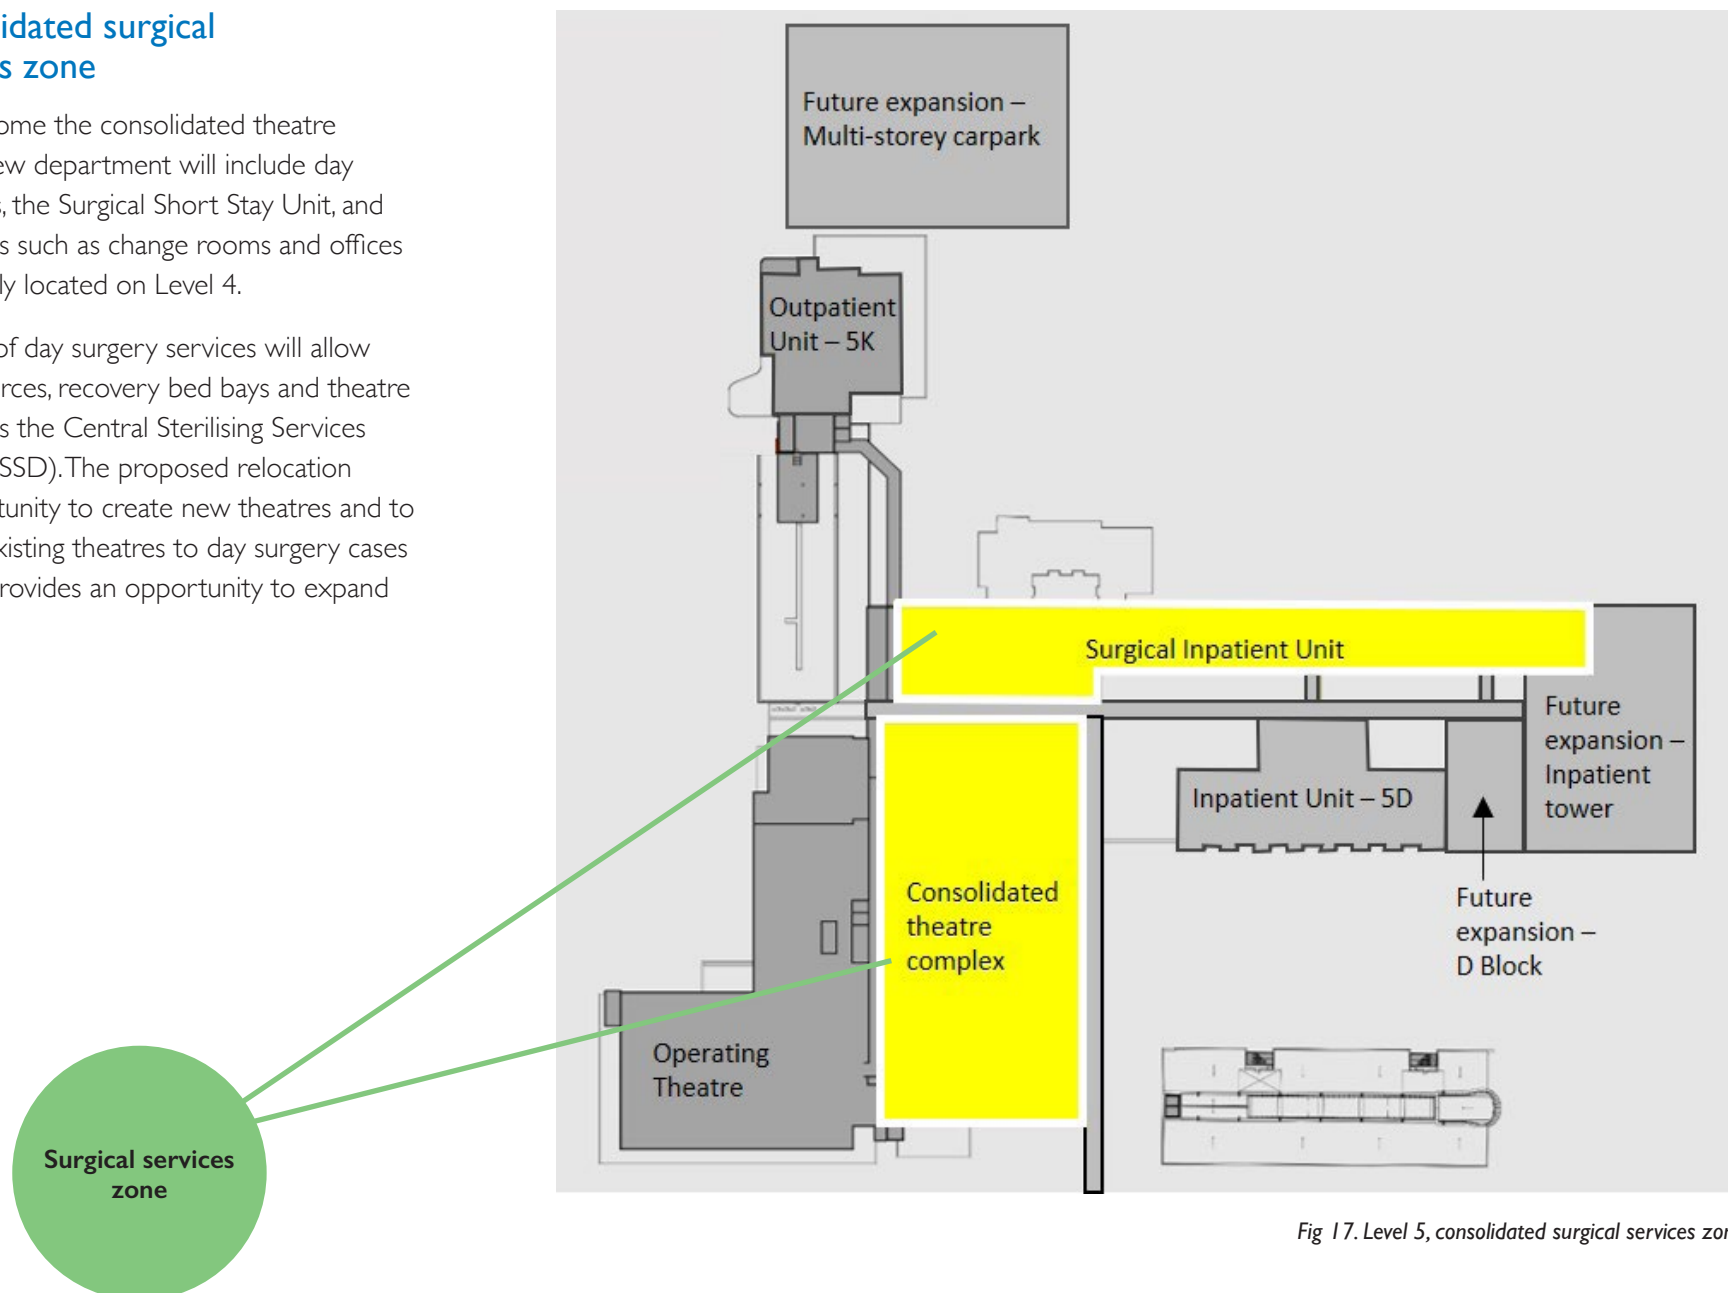 idated surgical
s zone
ome the consolidated theatre
ew department will include day
s, the Surgical Short Stay Unit, and
s such as change rooms and offices
ly located on Level 4.
of day surgery services will allow
rces, recovery bed bays and theatre
s the Central Sterilising Services
SSD). The proposed relocation
tunity to create new theatres and to
xisting theatres to day surgery cases
rovides an opportunity to expand
Future expansion –
Multi-storey carpark
Outpatient
Unit – 5K
Surgical Inpatient Unit
Future
expansion –
Inpatient
tower
Inpatient Unit – 5D
Future
expansion –
D Block
Consolidated
theatre
complex
Operating
Theatre
Surgical services
zone
Fig 17. Level 5, consolidated surgical services zon